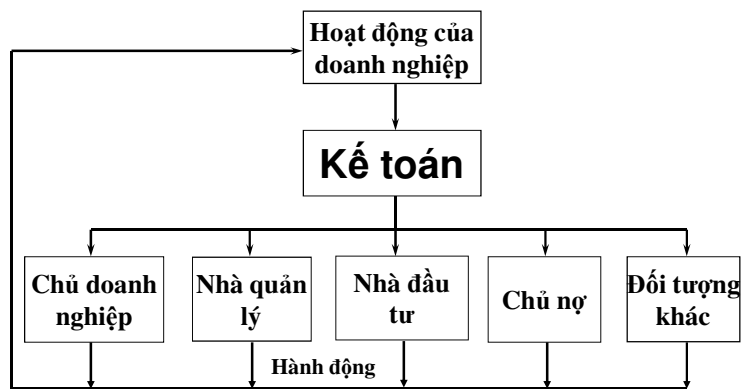 Hoạt động của
doanh nghiệp
Kế toán
Chủ doanh
nghiệp
Nhà quản
lý
Nhà đầu
tư
Chủ nợ
Đối tượng
khác
Hành động